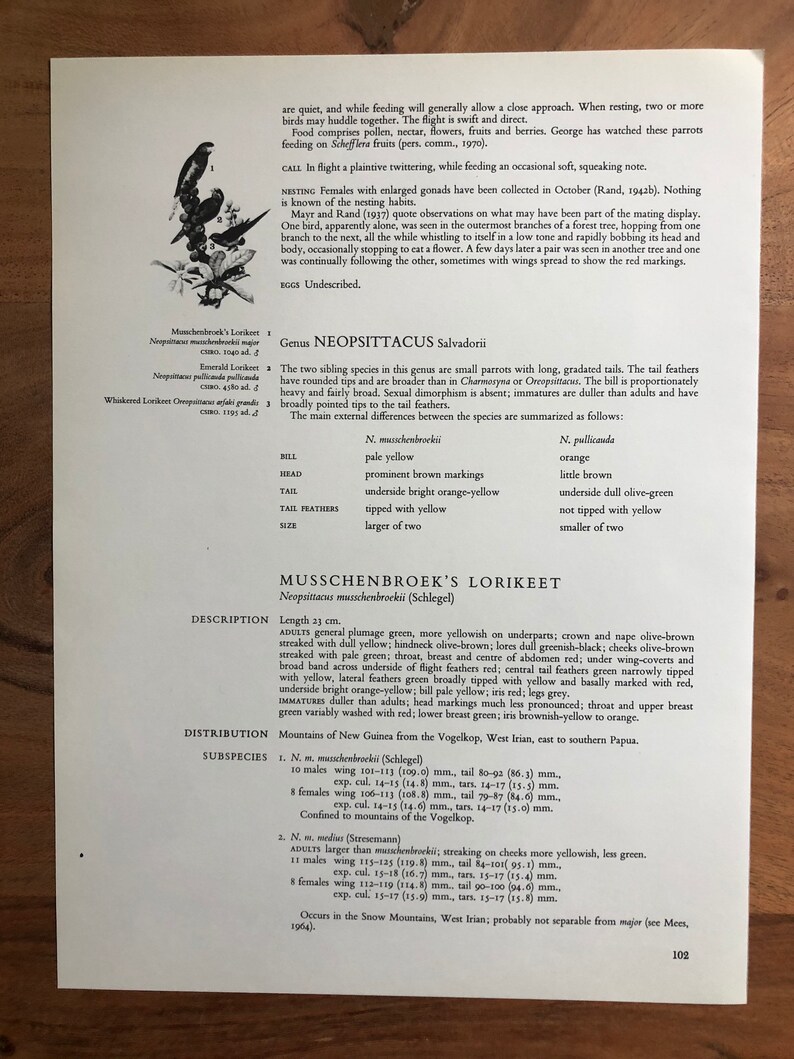 are quiet, and while feeding will generally allow a close approach. When resting, two or more
birds may huddle together. The flight is swift and direct.
Food comprises pollen, nectar, flowers, fruits and berries. George has watched these parrots
feeding on Schefflera fruits (pers. comm., 1970).
CALL In flight a plaintive twittering, while feeding an occasional soft, squeaking note.
NESTING Females with enlarged gonads have been collected in October (Rand, 1942b). Nothing
is known of the nesting habits.
Mayr and Rand (1937) quote observations on what may have been part of the mating display.
One bird, apparently alone, was seen in the outermost branches of a forest tree, hopping from one
branch to the next, all the while whistling to itself in a low tone and rapidly bobbing its head and
body, occasionally stopping to eat a flower. A few days later a pair was seen in another tree and one
was continually following the other, sometimes with wings spread to show the red markings.
EGGS Undescribed.
1
2
3
Musschenbroek's Lorikeet 1
Neopsittacus musschenbroekii major
CSIRO. 1040 ad. ♂
Emerald Lorikeet 2
Neopsittacus pullicauda pullicauda
CSIRO. 4580 ad. ♂
Whiskered Lorikeet Oreopsittacus arfaki grandis 3
CSIRO. 1195 ad. ♂
Genus NEOPSITTACUS Salvadorii
The two sibling species in this genus are small parrots with long, gradated tails. The tail feathers
have rounded tips and are broader than in Charmosyna or Oreopsittacus. The bill is proportionately
heavy and fairly broad. Sexual dimorphism is absent; immatures are duller than adults and have
broadly pointed tips to the tail feathers.
The main external differences between the species are summarized as follows:
N. musschenbroekii N. pullicauda
BILL pale yellow orange
HEAD prominent brown markings little brown
TAIL underside bright orange-yellow underside dull olive-green
TAIL FEATHERS tipped with yellow not tipped with yellow
SIZE larger of two smaller of two
MUSSCHENBROEK'S LORIKEET
Neopsittacus musschenbroekii (Schlegel)
DESCRIPTION Length 23 cm.
ADULTS general plumage green, more yellowish on underparts; crown and nape olive-brown
streaked with dull yellow; hindneck olive-brown; lores dull greenish-black; cheeks olive-brown
streaked with pale green; throat, breast and centre of abdomen red; under wing-coverts and
broad band across underside of flight feathers red; central tail feathers green narrowly tipped
with yellow, lateral feathers green broadly tipped with yellow and basally marked with red,
underside bright orange-yellow; bill pale yellow; iris red; legs grey.
IMMATURES duller than adults; head markings much less pronounced; throat and upper breast
green variably washed with red; lower breast green; iris brownish-yellow to orange.
DISTRIBUTION Mountains of New Guinea from the Vogelkop, West Irian, east to southern Papua.
SUBSPECIES 1. N. m. musschenbroekii (Schlegel)
10 males wing 101–113 (109.0) mm., tail 80–92 (86.3) mm.,
exp. cul. 14–15 (14.8) mm., tars. 14–17 (15.5) mm.
8 females wing 106–113 (108.8) mm., tail 79–87 (84.6) mm.,
exp. cul. 14–15 (14.6) mm., tars. 14–17 (15.0) mm.
Confined to mountains of the Vogelkop.
2. N. m. medius (Stresemann)
ADULTS larger than musschenbroekii; streaking on cheeks more yellowish, less green.
11 males wing 115–125 (119.8) mm., tail 84–101( 95.1) mm.,
exp. cul. 15–18 (16.7) mm., tars. 15–17 (15.4) mm.
8 females wing 112–119 (114.8) mm.. tail 90–100 (94.6) mm.,
exp. cul. 15–17 (15.9) mm., tars. 15–17 (15.8) mm.
Occurs in the Snow Mountains, West Irian; probably not separable from major (see Mees,
1964).
102